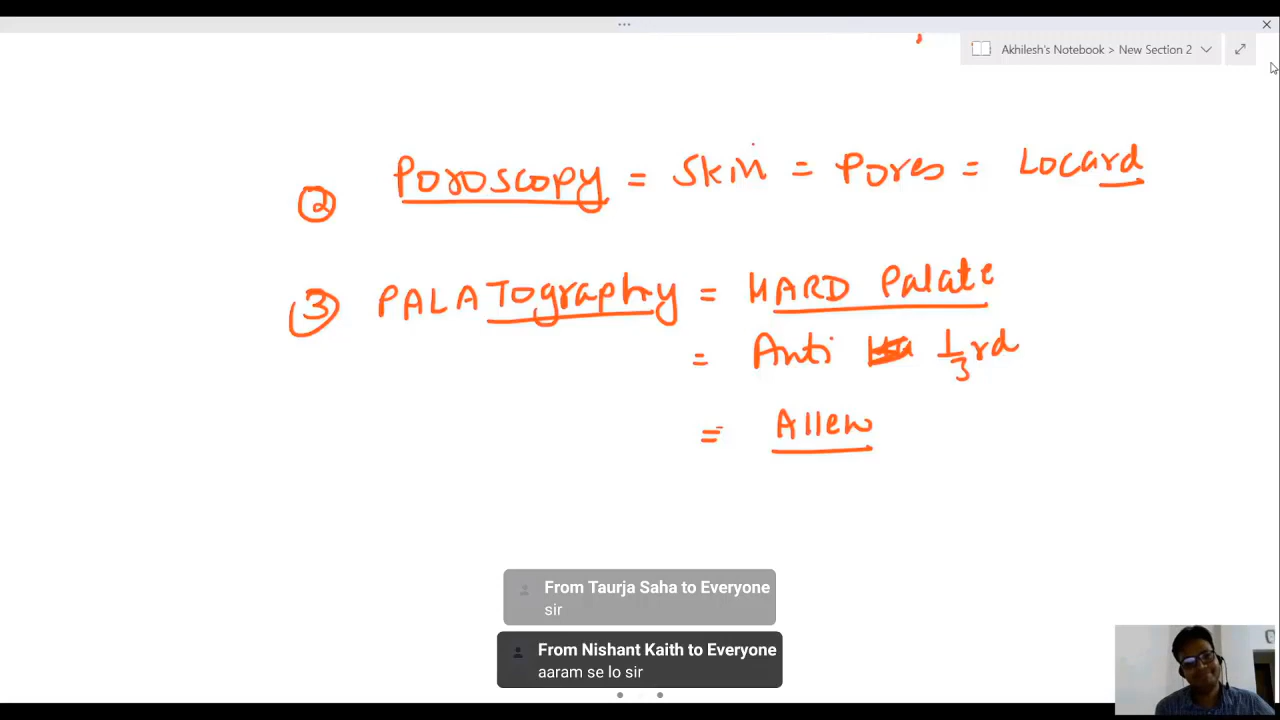 Akhilesh's Notebook > New Section 2
② Poroscopy = Skin = Pores = Locard
③ PALATography = HARD Palate
= Anti 1/3rd
= Allen
From Taurja Saha to Everyone
sir
From Nishant Kaith to Everyone
aaram se lo sir